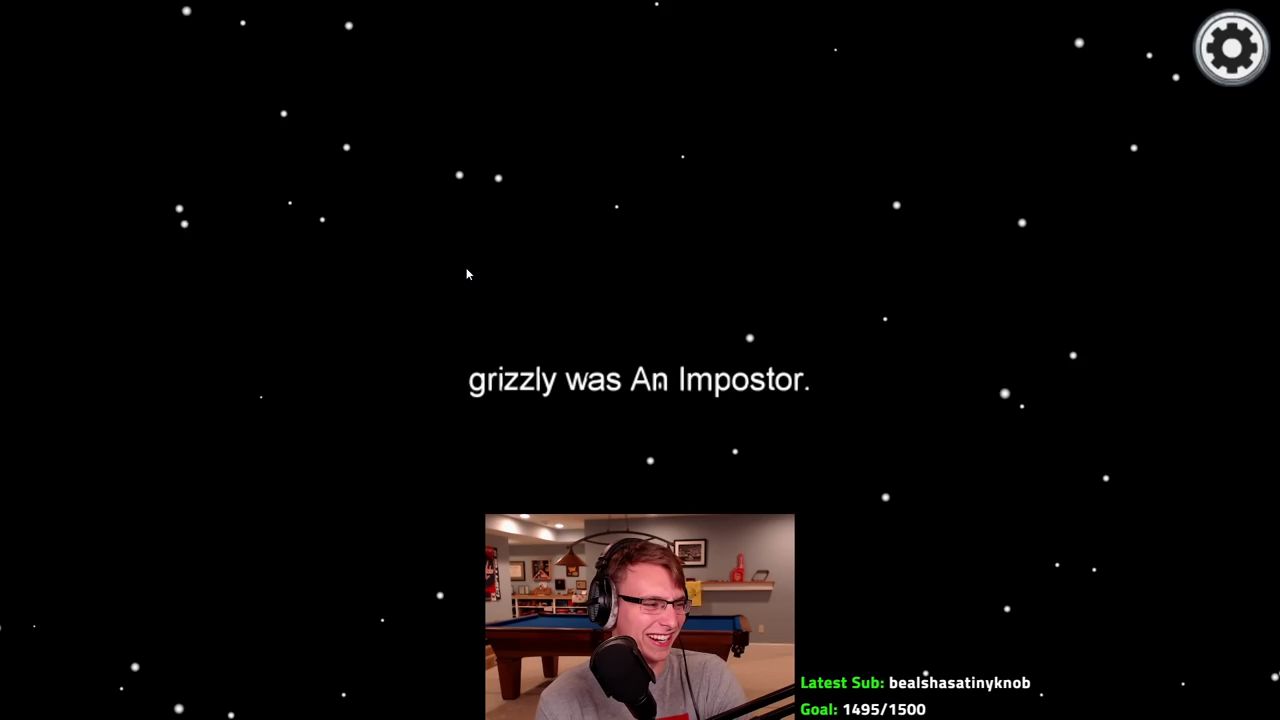 grizzly was An Impostor.
Latest Sub: bealshasatinyknob
Goal: 1495/1500